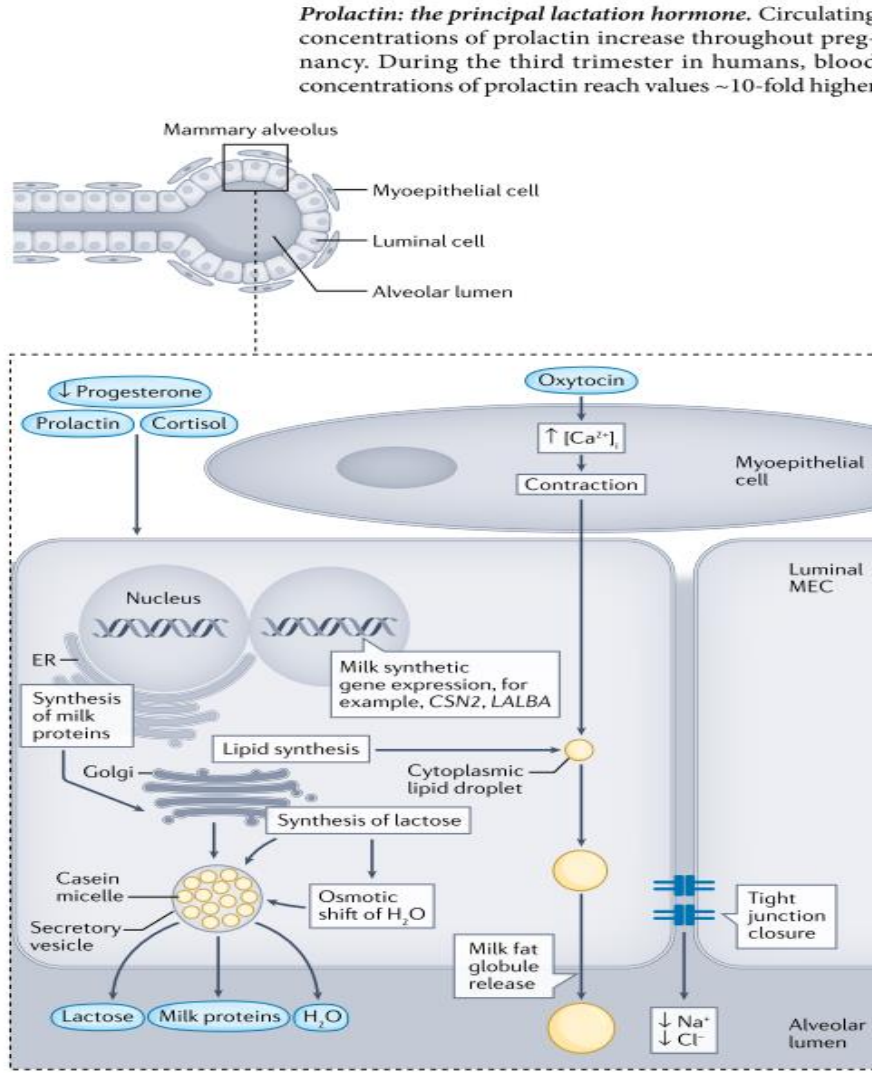 Prolactin: the principal lactation hormone. Circulating
concentrations of prolactin increase throughout preg-
nancy. During the third trimester in humans, blood
concentrations of prolactin reach values ~10-fold higher
Mammary alveolus
Myoepithelial cell
Luminal cell
Alveolar lumen
↓ Progesterone
Prolactin
Cortisol
Oxytocin
↑ [Ca²⁺]ᵢ
Contraction
Myoepithelial
cell
Luminal
MEC
Nucleus
ER
Milk synthetic
gene expression, for
example, CSN2, LALBA
Synthesis
of milk
proteins
Lipid synthesis
Cytoplasmic
lipid droplet
Golgi
Synthesis of lactose
Casein
micelle
Secretory
vesicle
Osmotic
shift of H₂O
Tight
junction
closure
Milk fat
globule
release
Lactose
Milk proteins
H₂O
↓ Na⁺
↓ Cl⁻
Alveolar
lumen